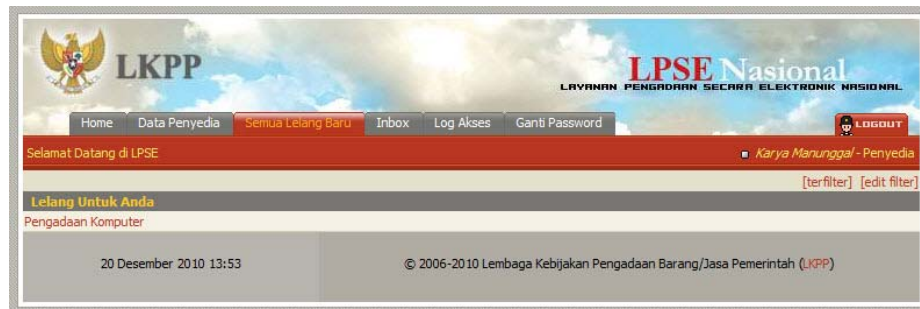 LKPP
LPSE Nasional
LAYANAN PENGADAAN SECARA ELEKTRONIK NASIONAL
Home Data Penyedia Semua Lelang Baru Inbox Log Akses Ganti Password LOGOUT
Selamat Datang di LPSE Karya Manunggal - Penyedia
[terfilter] [edit filter]
Lelang Untuk Anda
Pengadaan Komputer
20 Desember 2010 13:53 © 2006-2010 Lembaga Kebijakan Pengadaan Barang/Jasa Pemerintah (LKPP)